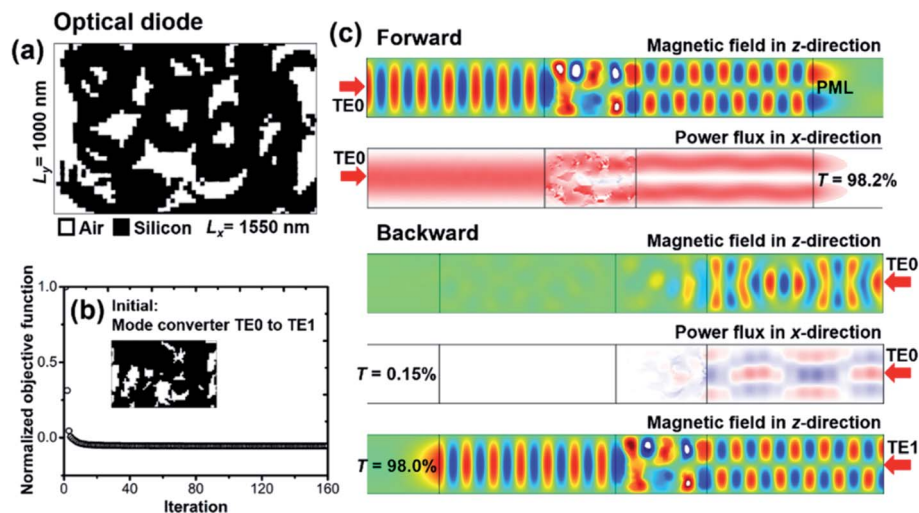 Optical diode
(a)
Ly= 1000 nm
Air Silicon Lx= 1550 nm
(b)
Initial:
Mode converter TE0 to TE1
Normalized objective function
1.0
0.5
0.0
0 40 80 120 160
Iteration
(c)
Forward
Magnetic field in z-direction
TE0
PML
Power flux in x-direction
TE0
T = 98.2%
Backward
Magnetic field in z-direction
TE0
Power flux in x-direction
TE0
T = 0.15%
Magnetic field in z-direction
TE1
T = 98.0%